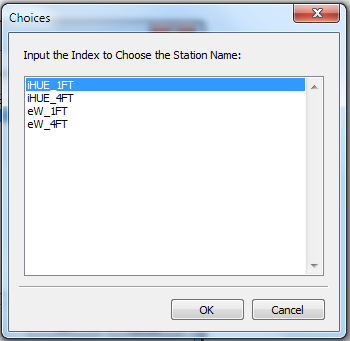 Choices
Input the Index to Choose the Station Name:
iHUE_1FT
iHUE_4FT
eW_1FT
eW_4FT
OK
Cancel